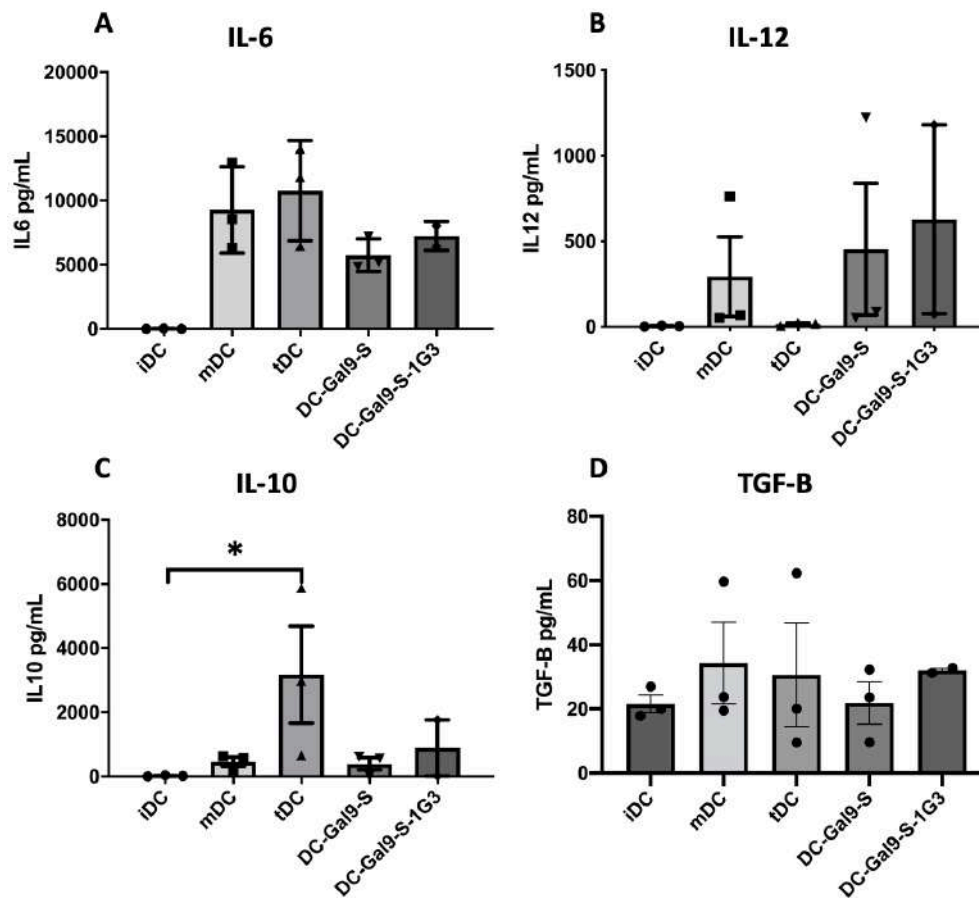 A
IL-6
IL6 pg/mL
20000
15000
10000
5000
0
iDC
mDC
tDC
DC-Gal9-S
DC-Gal9-S-1G3
B
IL-12
IL12 pg/mL
1500
1000
500
0
iDC
mDC
tDC
DC-Gal9-S
DC-Gal9-S-1G3
C
IL-10
IL10 pg/mL
8000
6000
4000
2000
0
*
iDC
mDC
tDC
DC-Gal9-S
DC-Gal9-S-1G3
D
TGF-B
TGF-B pg/mL
80
60
40
20
0
iDC
mDC
tDC
DC-Gal9-S
DC-Gal9-S-1G3